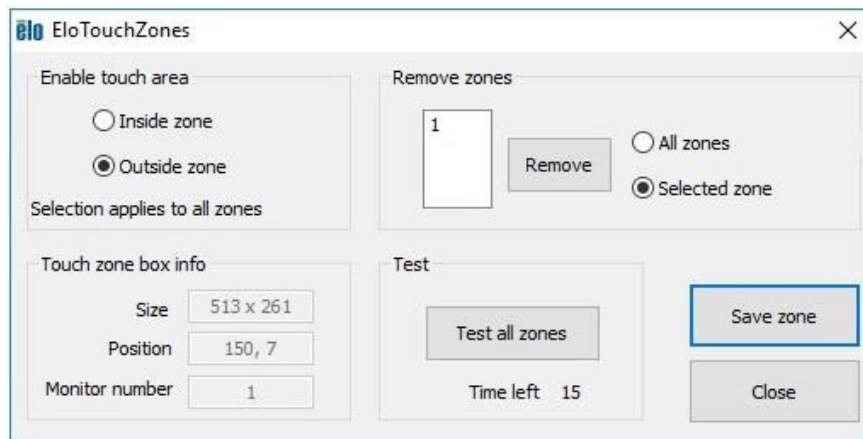 elo EloTouchZones
Enable touch area
Inside zone
Outside zone
Selection applies to all zones
Remove zones
1
Remove
All zones
Selected zone
Touch zone box info
Size 513 x 261
Position 150, 7
Monitor number 1
Test
Test all zones
Time left 15
Save zone
Close